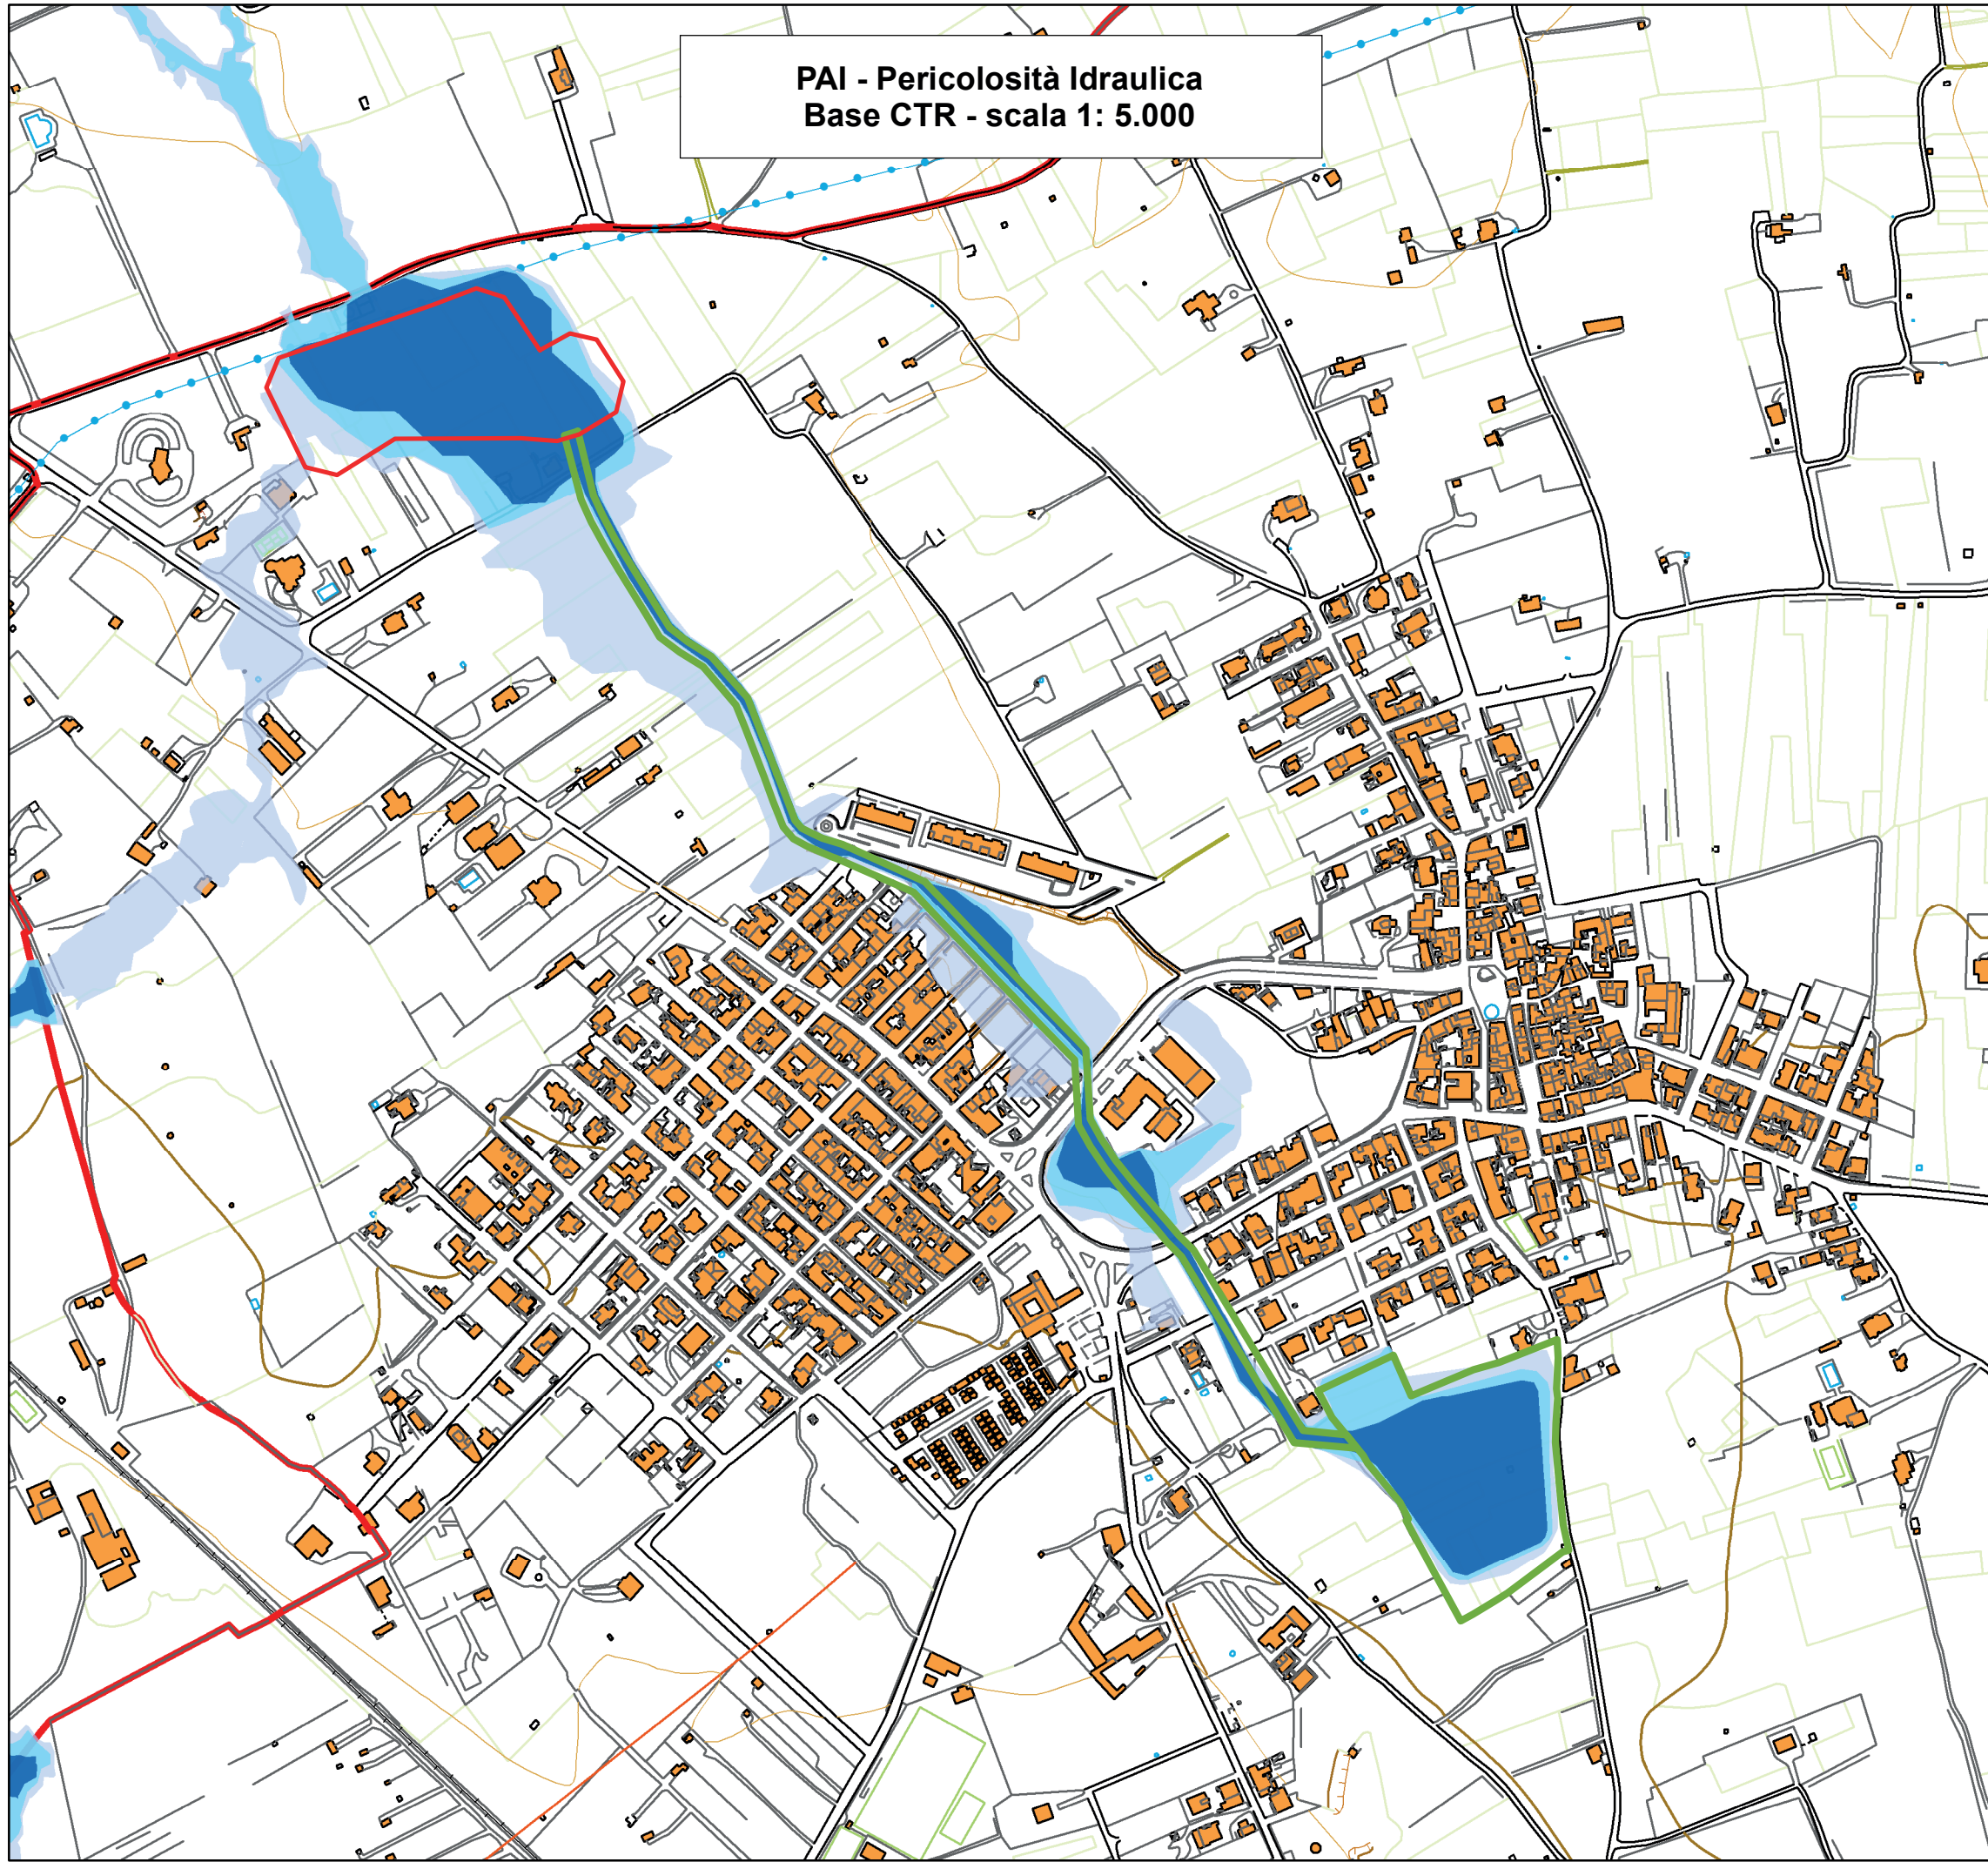 PAI - Pericolosità Idraulica
Base CTR - scala 1: 5.000